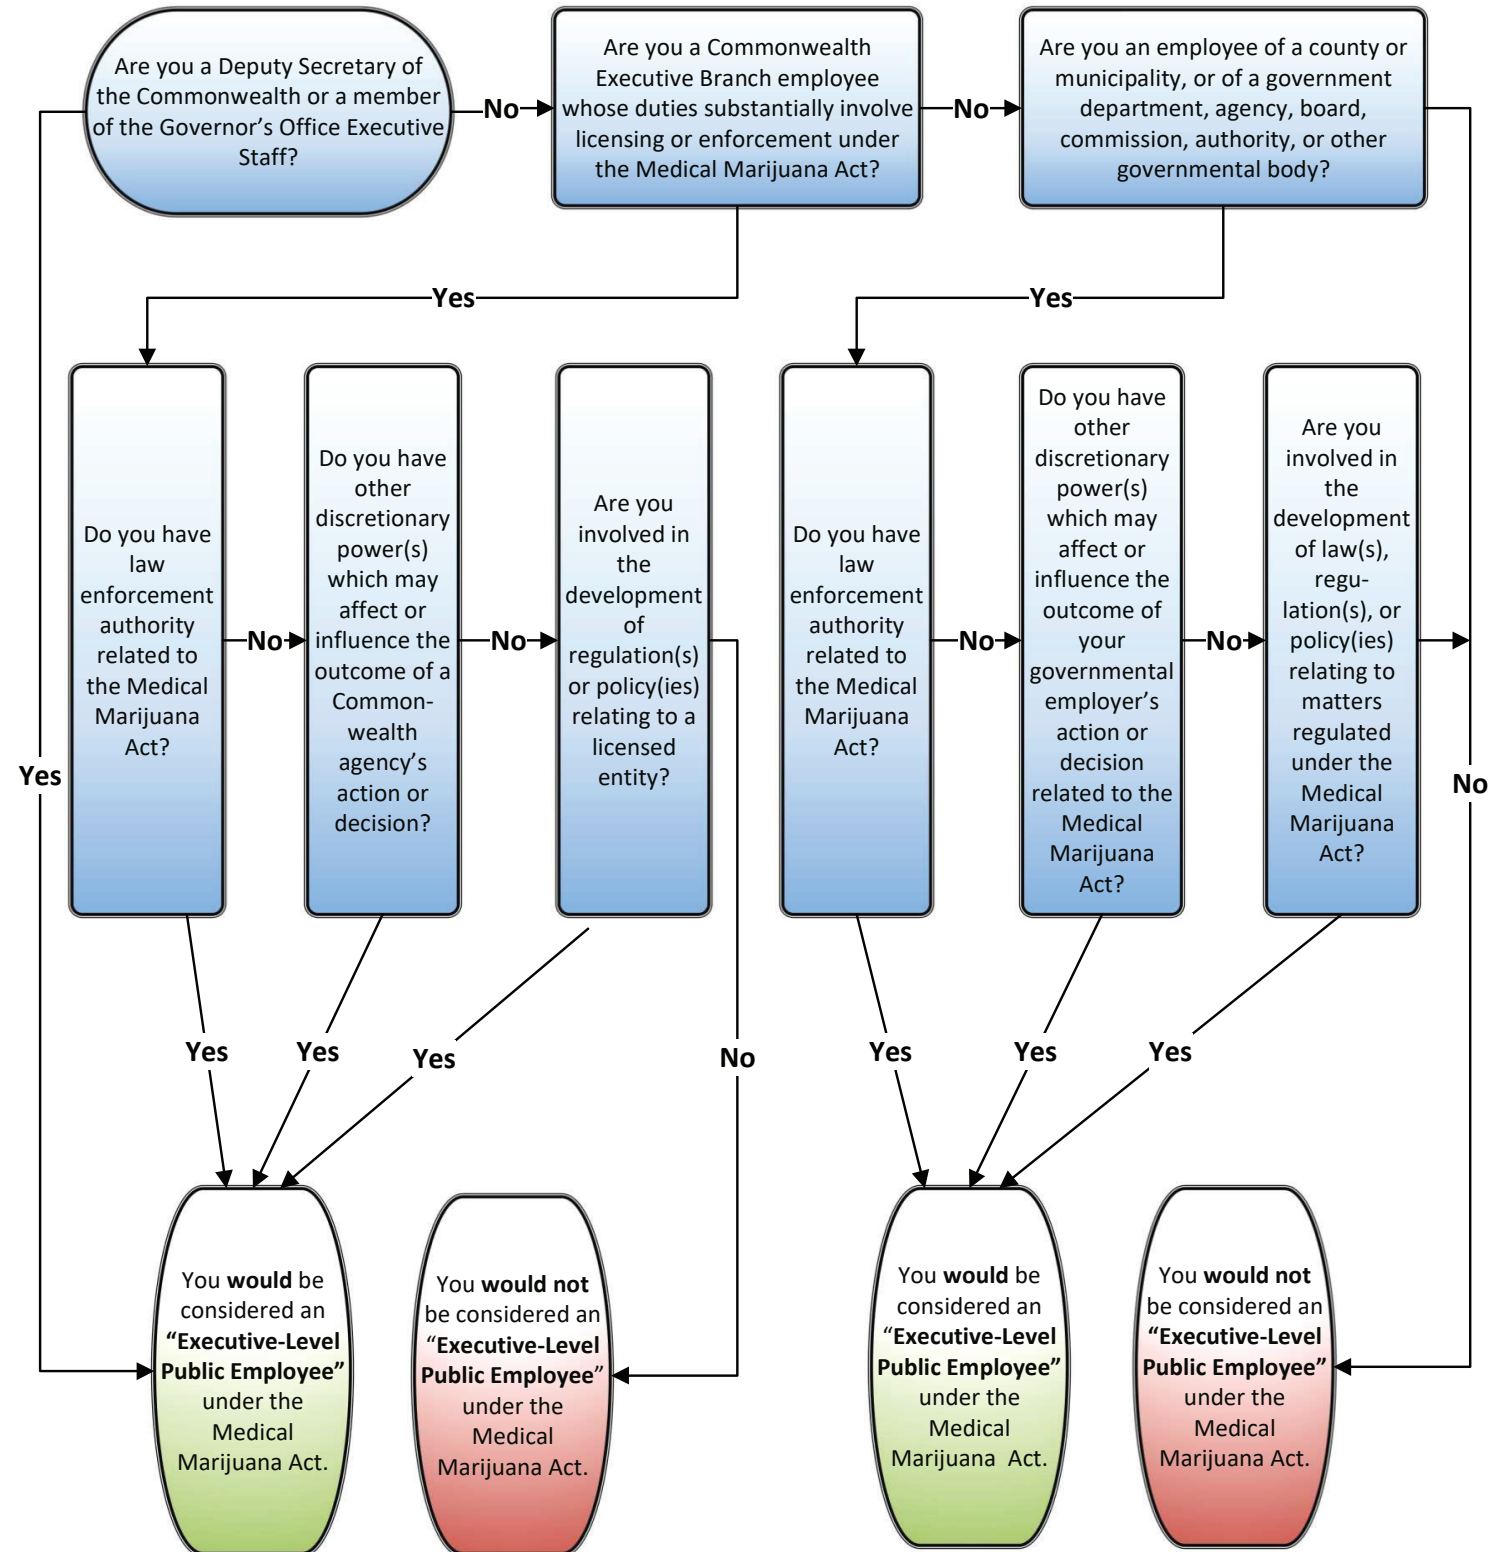 Are you a Deputy Secretary of
the Commonwealth or a member
of the Governor's Office Executive
Staff?
No
Are you a Commonwealth
Executive Branch employee
whose duties substantially involve
licensing or enforcement under
the Medical Marijuana Act?
No
Are you an employee of a county or
municipality, or of a government
department, agency, board,
commission, authority, or other
governmental body?
Yes
Yes
Do you have
law
enforcement
authority
related to
the Medical
Marijuana
Act?
No
Do you have
other
discretionary
power(s)
which may
affect or
influence the
outcome of a
Common-
wealth
agency's
action or
decision?
No
Are you
involved in
the
development
of
regulation(s)
or policy(ies)
relating to a
licensed
entity?
Do you have
law
enforcement
authority
related to
the Medical
Marijuana
Act?
No
Do you have
other
discretionary
power(s)
which may
affect or
influence the
outcome of
your
governmental
employer's
action or
decision
related to the
Medical
Marijuana
Act?
No
Are you
involved in
the
development
of law(s),
regu-
lation(s), or
policy(ies)
relating to
matters
regulated
under the
Medical
Marijuana
Act?
Yes
No
Yes
Yes
Yes
No
Yes
Yes
Yes
You would be
considered an
“Executive-Level
Public Employee”
under the
Medical
Marijuana Act.
You would not
be considered an
“Executive-Level
Public Employee”
under the
Medical
Marijuana Act.
You would be
considered an
“Executive-Level
Public Employee”
under the
Medical
Marijuana  Act.
You would not
be considered an
“Executive-Level
Public Employee”
under the
Medical
Marijuana Act.